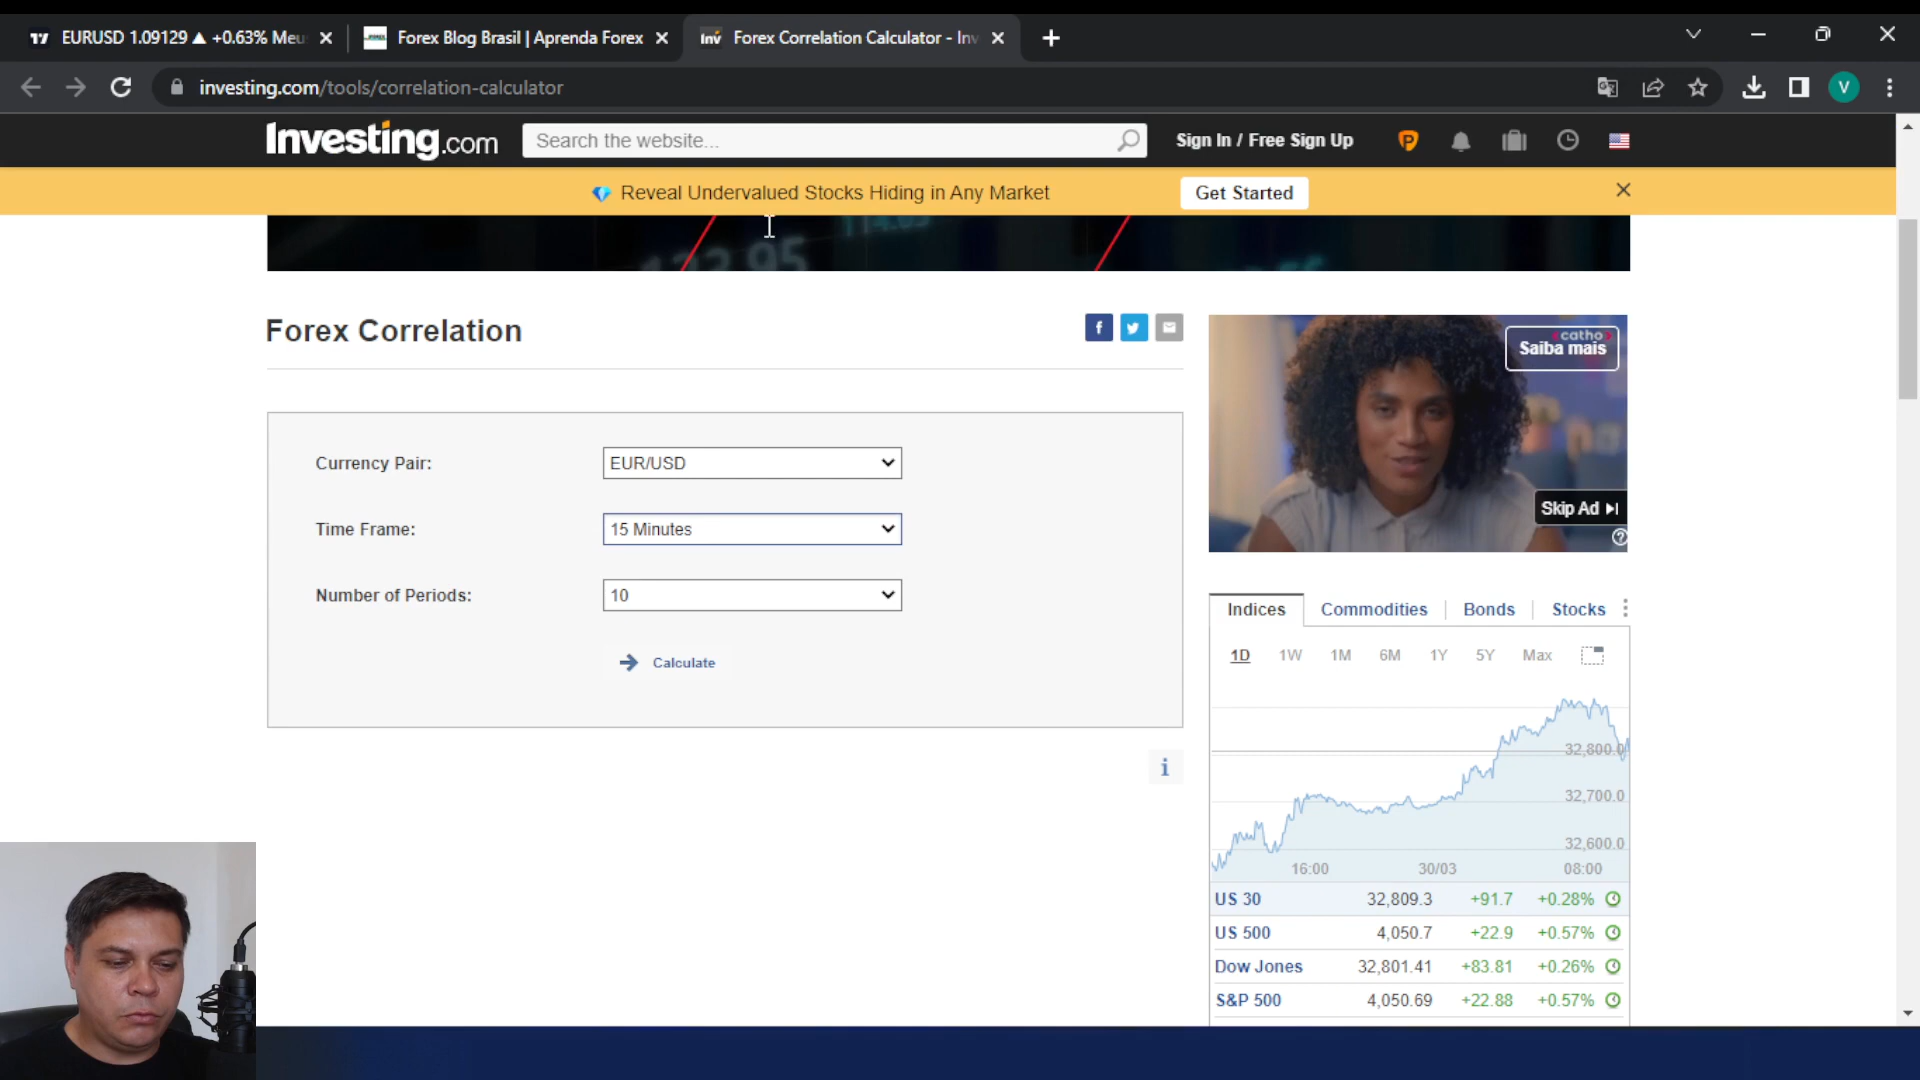 EURUSD 1.09129 ▲ +0.63% Meu
Forex Blog Brasil | Aprenda Forex
Inv
Forex Correlation Calculator - Inv
investing.com/tools/correlation-calculator
V
Investing.com
Search the website...
Sign In / Free Sign Up
P
Reveal Undervalued Stocks Hiding in Any Market
Get Started
Forex Correlation
catho
Saiba mais
Skip Ad
Currency Pair:
EUR/USD
Time Frame:
15 Minutes
Number of Periods:
10
Calculate
i
Indices
Commodities
Bonds
Stocks
1D 1W 1M 6M 1Y 5Y Max
32,800.0
32,700.0
32,600.0
16:00 30/03 08:00
US 30 32,809.3 +91.7 +0.28%
US 500 4,050.7 +22.9 +0.57%
Dow Jones 32,801.41 +83.81 +0.26%
S&P 500 4,050.69 +22.88 +0.57%